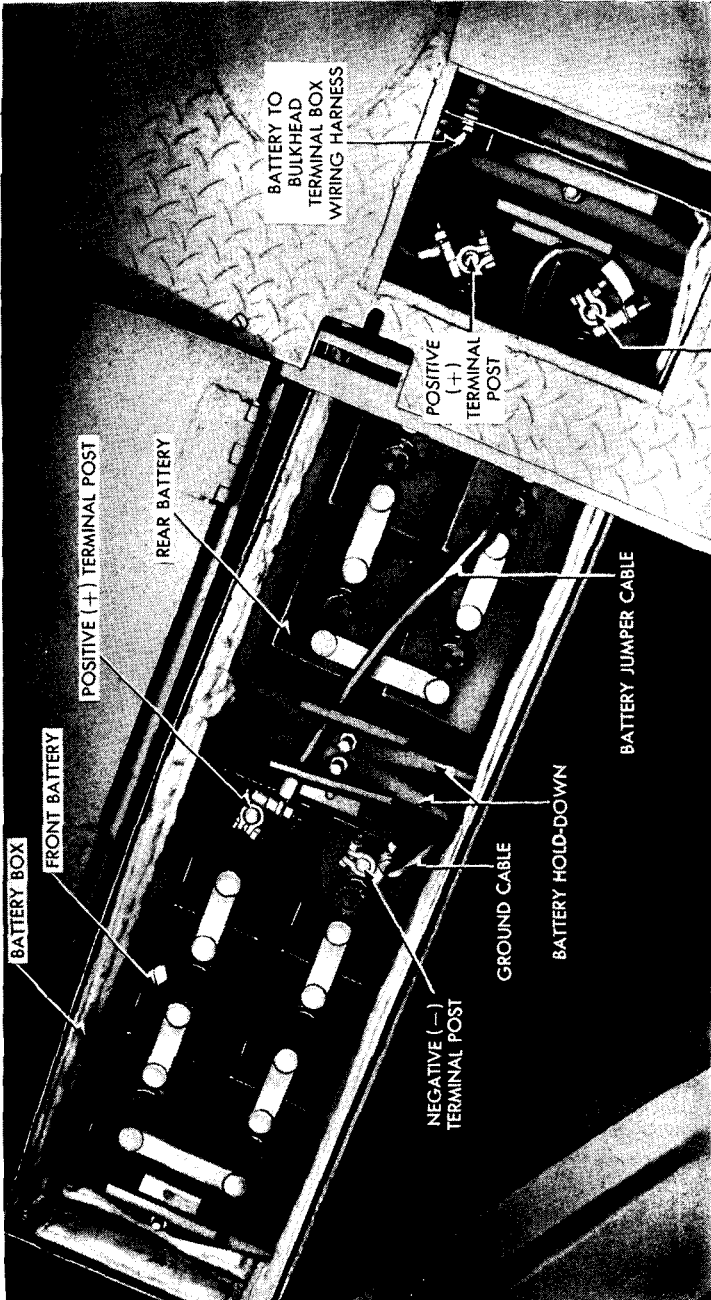 BATTERY BOX
FRONT BATTERY
POSITIVE (+) TERMINAL POST
REAR BATTERY
BATTERY TO
BULKHEAD
TERMINAL BOX
WIRING HARNESS
POSITIVE
(+)
TERMINAL
POST
NEGATIVE (—)
TERMINAL POST
GROUND CABLE
BATTERY HOLD-DOWN
BATTERY JUMPER CABLE